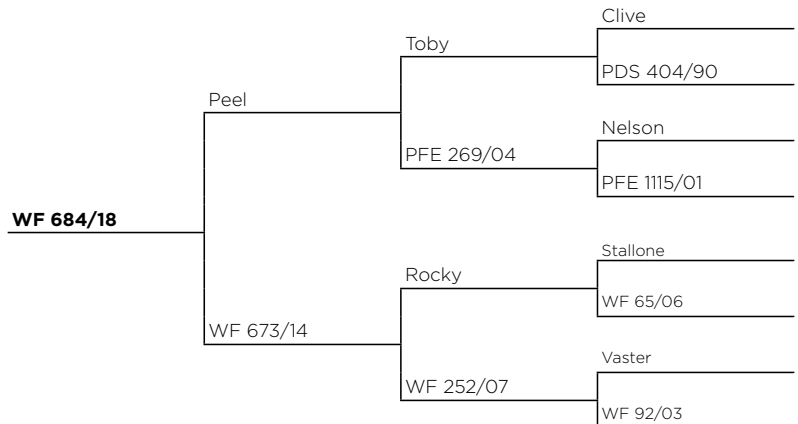 Clive
Toby
PDS 404/90
Peel
Nelson
PFE 269/04
PFE 1115/01
WF 684/18
Stallone
Rocky
WF 65/06
WF 673/14
Vaster
WF 252/07
WF 92/03